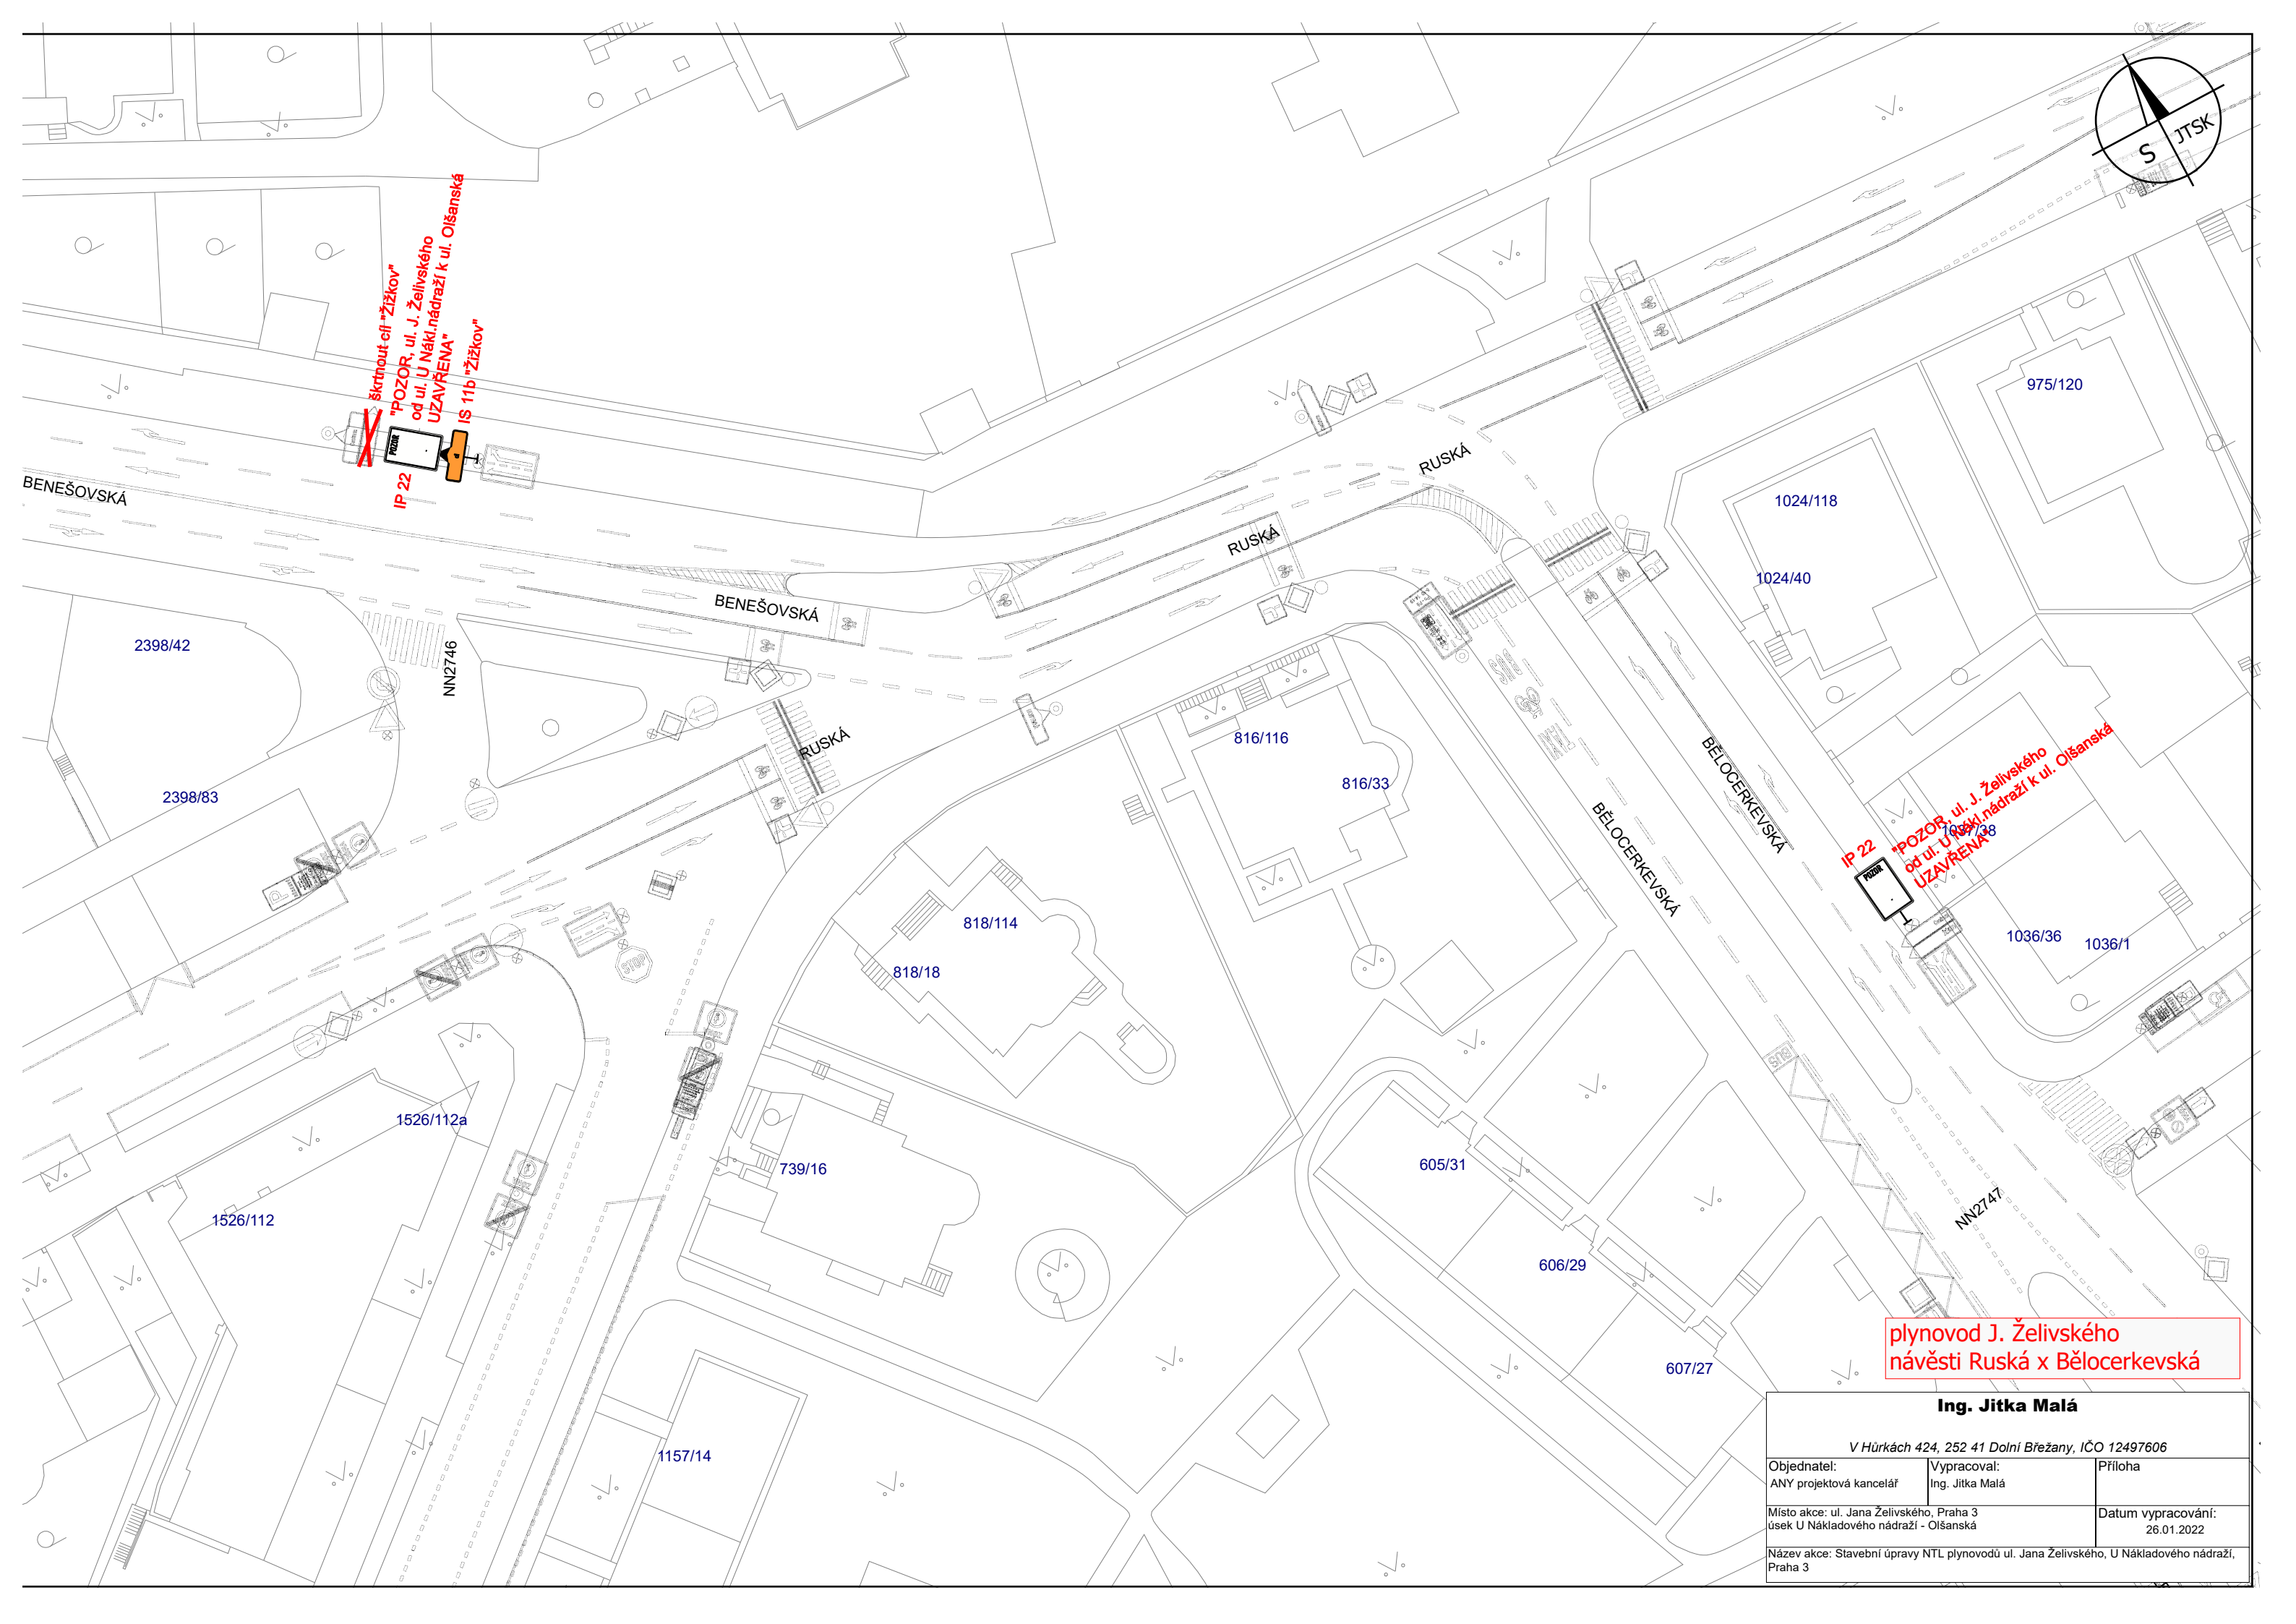 JTSK
S
škrtnout cíl "Žižkov"
"POZOR, ul. J. Želivského
od ul. U Nákl.nádraží k ul. Olšanská
UZAVŘENA"
IS 11b "Žižkov"
POZOR
IP 22
BENEŠOVSKÁ
975/120
RUSKÁ
1024/118
RUSKÁ
1024/40
BENEŠOVSKÁ
2398/42
NN2746
RUSKÁ
816/116
816/33
2398/83
BĚLOCERKEVSKÁ
BĚLOCERKEVSKÁ
IP 22
"POZOR, ul. J. Želivského
od ul. U Nákl.nádraží k ul. Olšanská
UZAVŘENA"
1037/38
POZOR
818/114
818/18
1036/36
1036/1
STOP
BUS
1526/112a
739/16
605/31
1526/112
NN2747
606/29
607/27
1157/14
plynovod J. Želivského
návěsti Ruská x Bělocerkevská
Ing. Jitka Malá
V Hůrkách 424, 252 41 Dolní Břežany, IČO 12497606
Objednatel:
ANY projektová kancelář
Vypracoval:
Ing. Jitka Malá
Příloha
Místo akce: ul. Jana Želivského, Praha 3
úsek U Nákladového nádraží - Olšanská
Datum vypracování:
26.01.2022
Název akce: Stavební úpravy NTL plynovodů ul. Jana Želivského, U Nákladového nádraží,
Praha 3